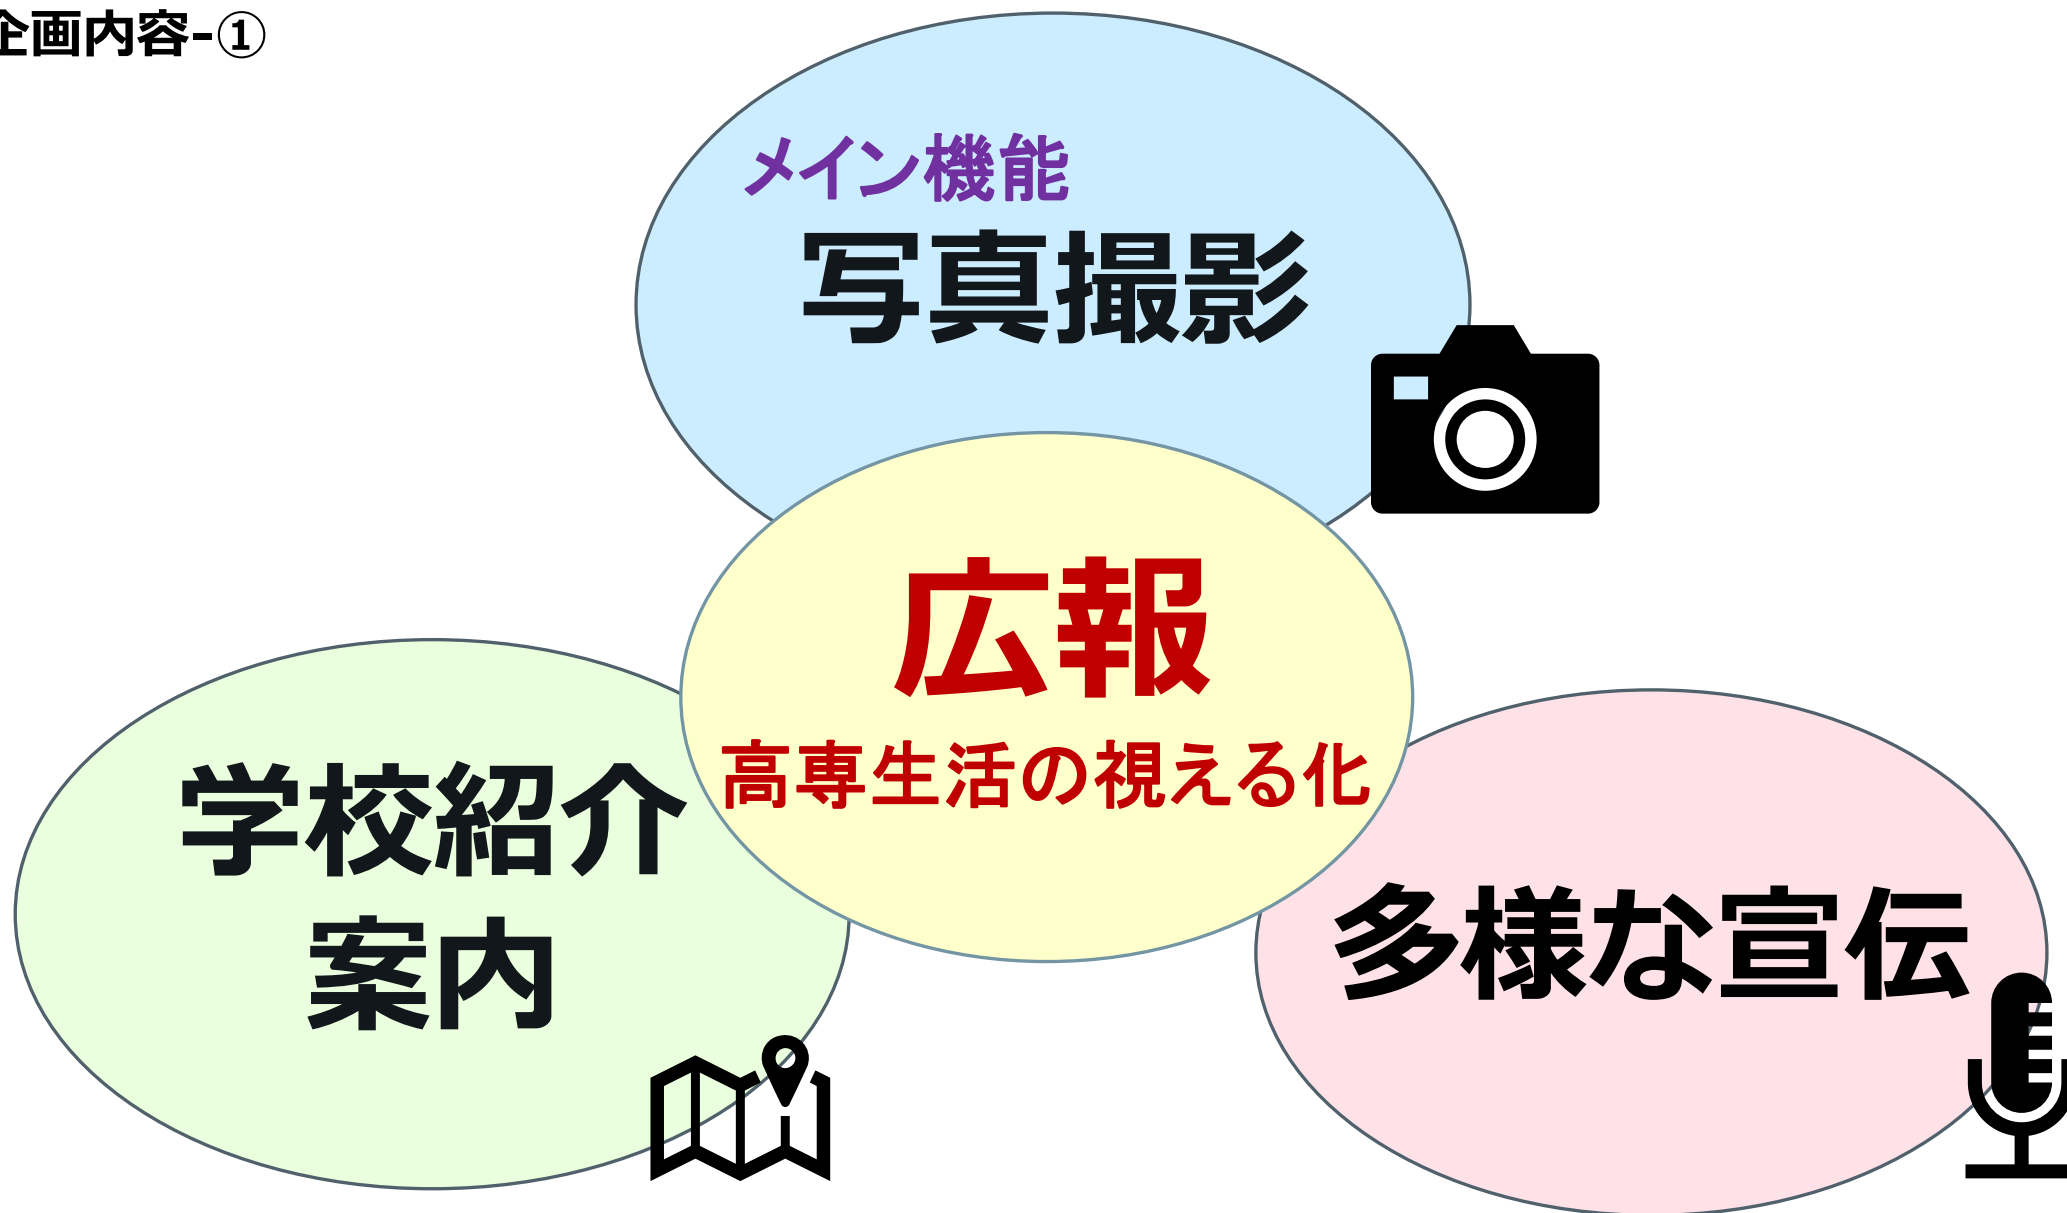 企画内容-①
メイン機能
写真撮影
広報
高専生活の視える化
学校紹介
案内
多様な宣伝